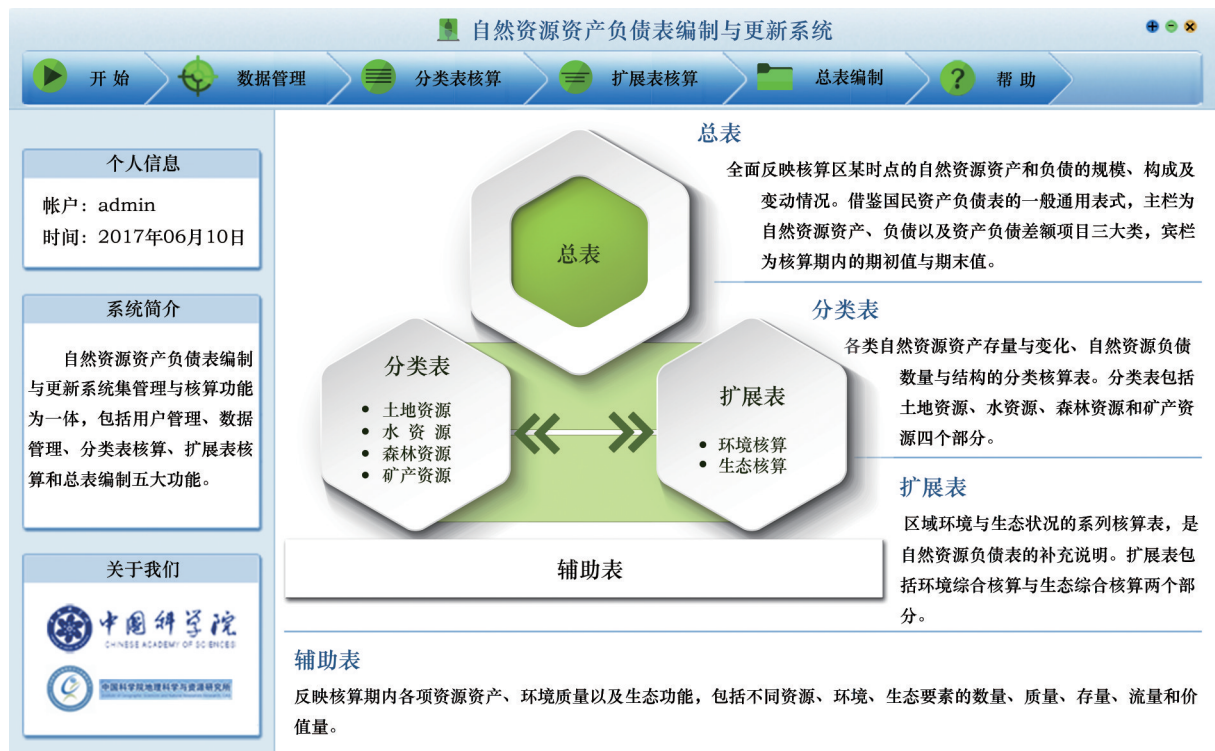 自然资源资产负债表编制与更新系统
开 始
数据管理
分类表核算
扩展表核算
总表编制
帮 助
个人信息
帐户：admin
时间：2017年06月10日
系统简介
自然资源资产负债表编制
与更新系统集管理与核算功能
为一体，包括用户管理、数据
管理、分类表核算、扩展表核
算和总表编制五大功能。
关于我们
中国科学院
CHINESE ACADEMY OF SCIENCES
中国科学院地理科学与资源研究所
总表
分类表
• 土地资源
• 水 资 源
• 森林资源
• 矿产资源
扩展表
• 环境核算
• 生态核算
辅助表
总表
全面反映核算区某时点的自然资源资产和负债的规模、构成及
变动情况。借鉴国民资产负债表的一般通用表式，主栏为
自然资源资产、负债以及资产负债差额项目三大类，宾栏
为核算期内的期初值与期末值。
分类表
各类自然资源资产存量与变化、自然资源负债
数量与结构的分类核算表。分类表包括
土地资源、水资源、森林资源和矿产资
源四个部分。
扩展表
区域环境与生态状况的系列核算表，是
自然资源负债表的补充说明。扩展表包
括环境综合核算与生态综合核算两个部
分。
辅助表
反映核算期内各项资源资产、环境质量以及生态功能，包括不同资源、环境、生态要素的数量、质量、存量、流量和价
值量。